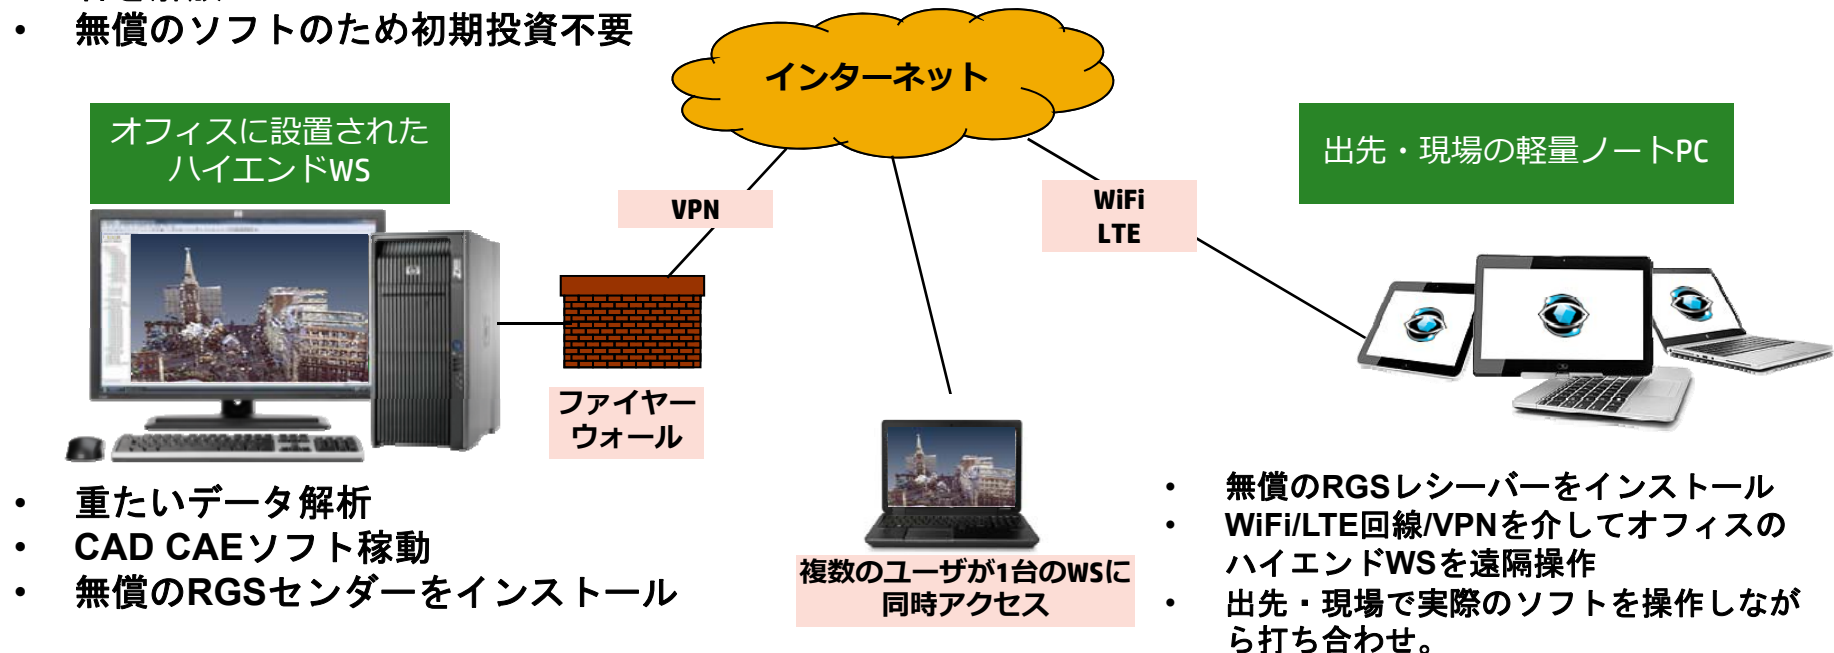 • 無償のソフトのため初期投資不要
インターネット
オフィスに設置された
ハイエンドWS
出先・現場の軽量ノートPC
VPN
WiFi
LTE
ファイヤー
ウォール
• 重たいデータ解析
• CAD CAEソフト稼動
• 無償のRGSセンダーをインストール
複数のユーザが1台のWSに
同時アクセス
• 無償のRGSレシーバーをインストール
• WiFi/LTE回線/VPNを介してオフィスの
ハイエンドWSを遠隔操作
• 出先・現場で実際のソフトを操作しなが
ら打ち合わせ。